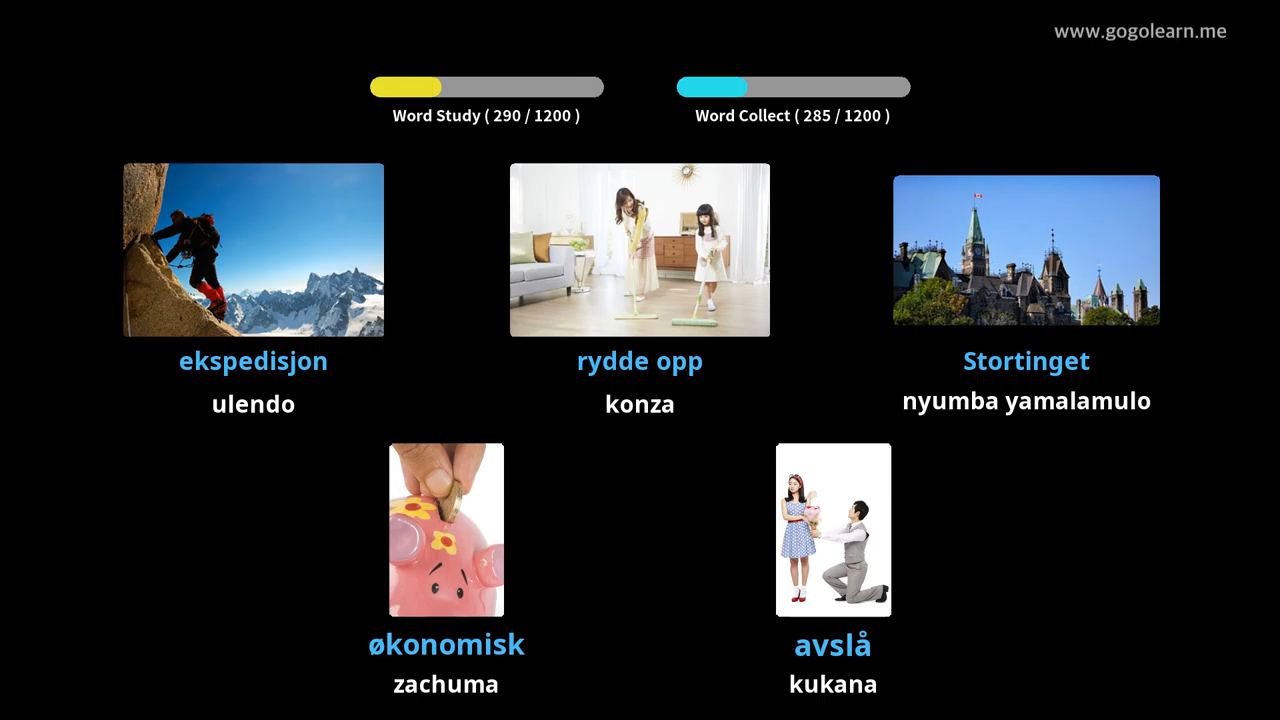 www.gogolearn.me
Word Study ( 290 / 1200 )
Word Collect ( 285 / 1200 )
ekspedisjon
ulendo
rydde opp
konza
Stortinget
nyumba yamalamulo
økonomisk
zachuma
avslå
kukana